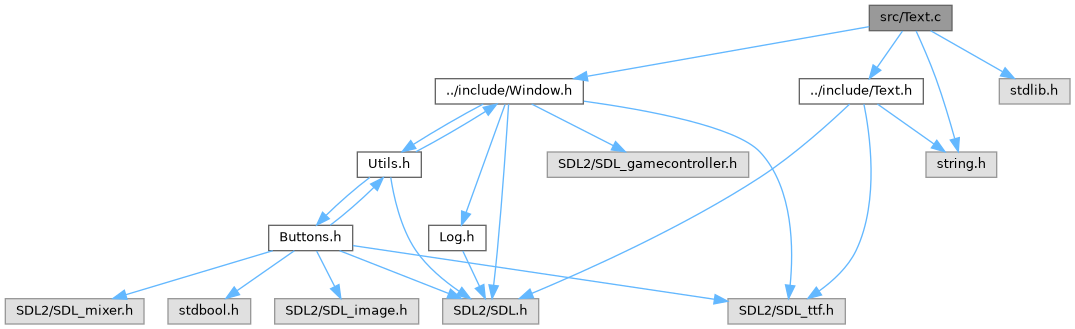 src/Text.c
../include/Window.h
../include/Text.h
stdlib.h
Utils.h
SDL2/SDL_gamecontroller.h
string.h
Buttons.h
Log.h
SDL2/SDL_mixer.h
stdbool.h
SDL2/SDL_image.h
SDL2/SDL.h
SDL2/SDL_ttf.h